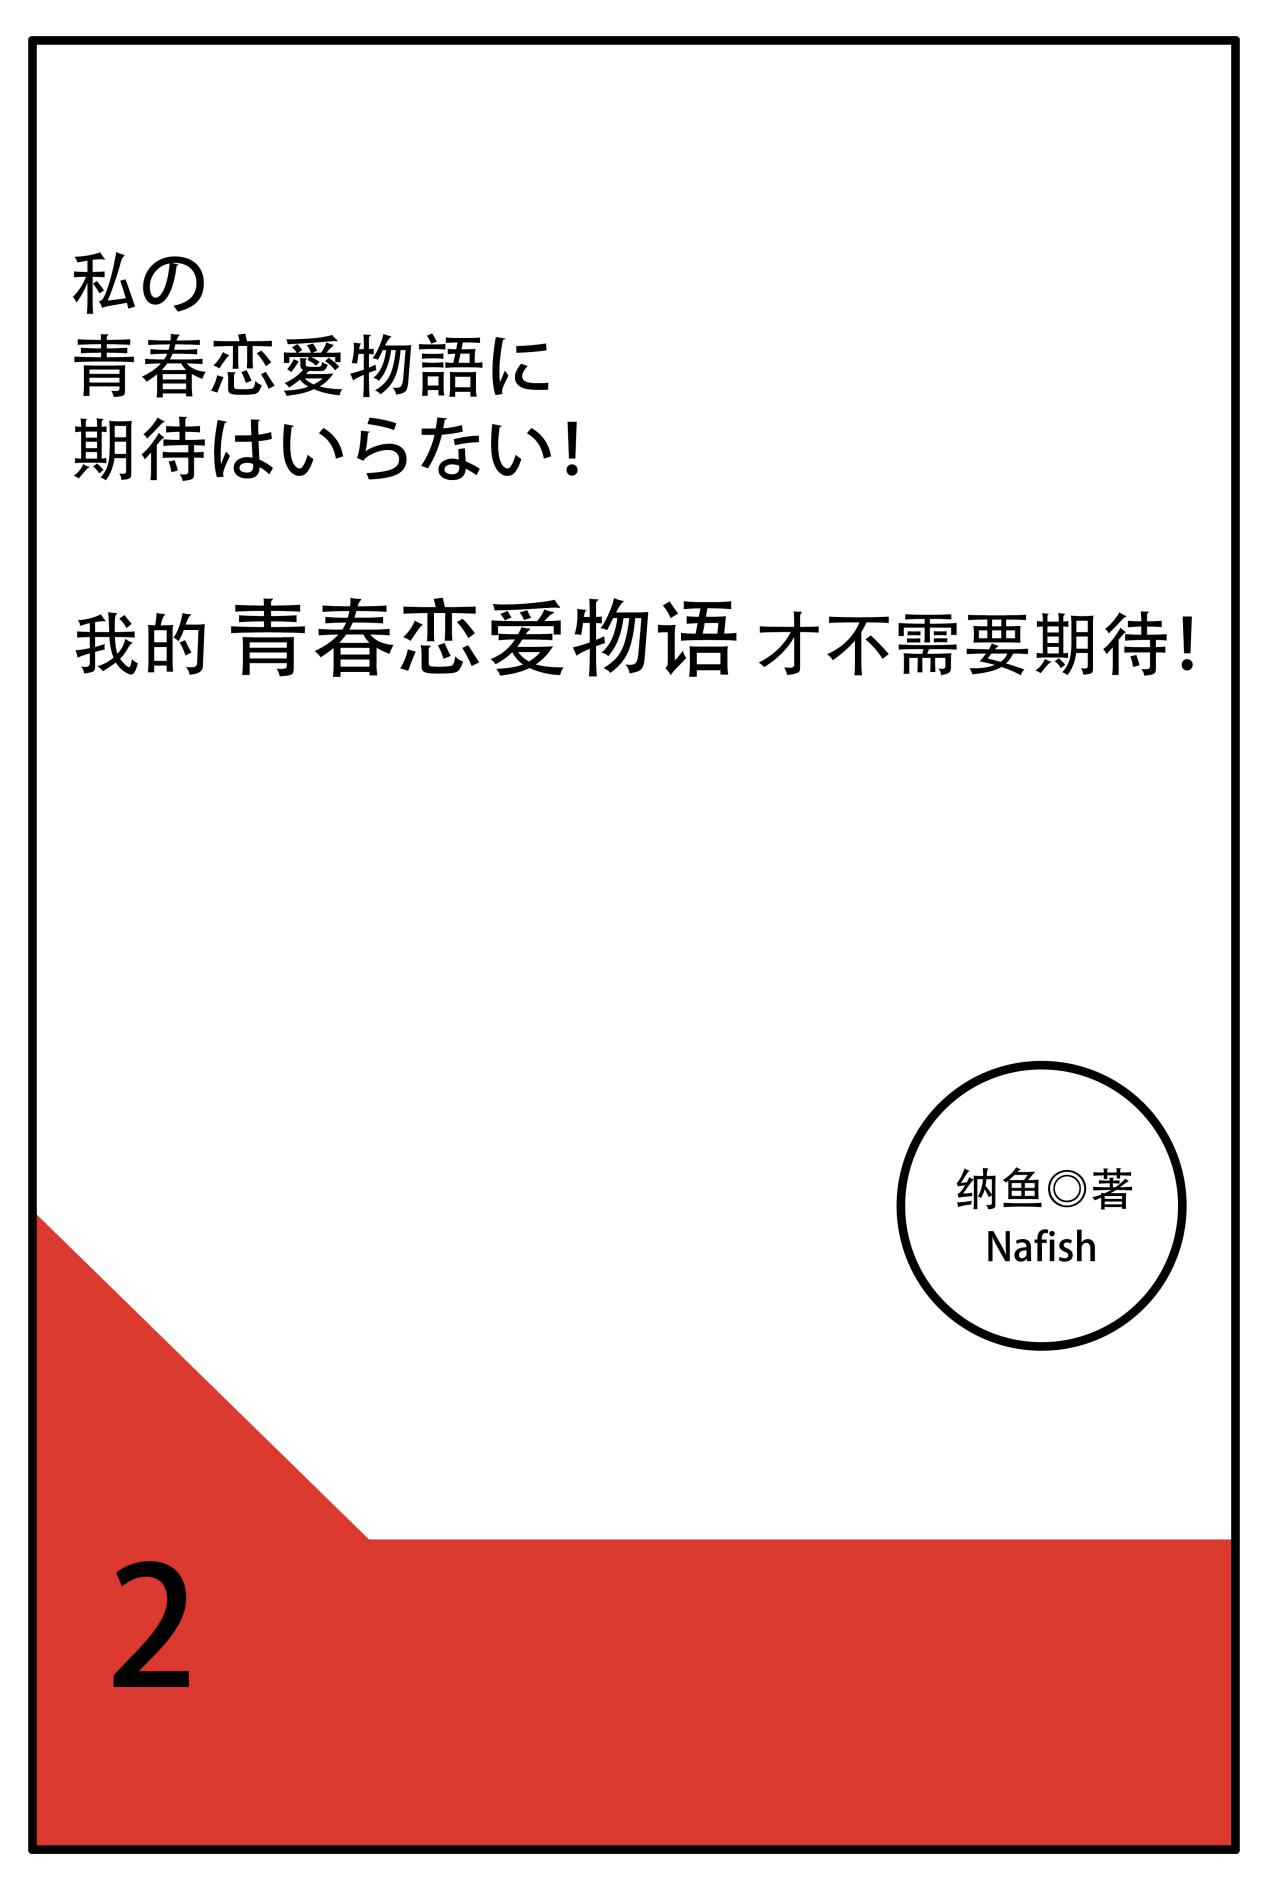 私の
青春恋愛物語に
期待はいらない！
我的 青春恋爱物语 才不需要期待！
纳鱼◎著
Nafish
2